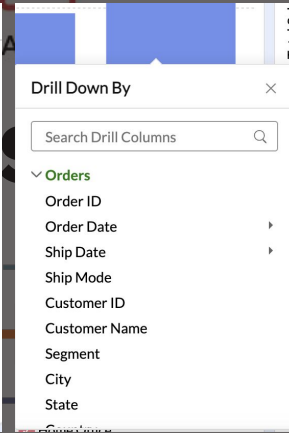 Drill Down By
Search Drill Columns
Orders
Order ID
Order Date
Ship Date
Ship Mode
Customer ID
Customer Name
Segment
City
State